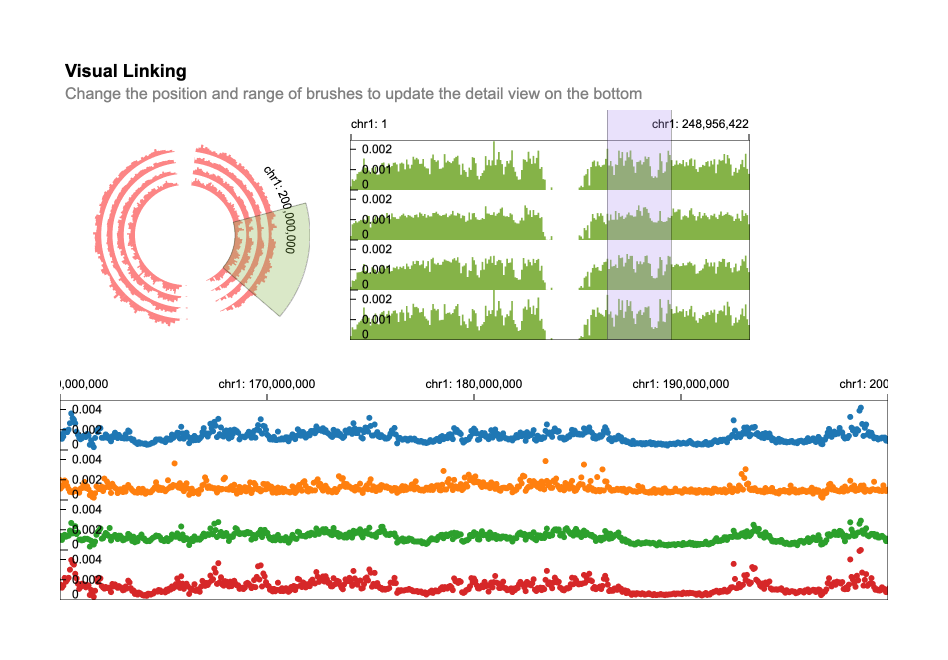 Visual Linking
Change the position and range of brushes to update the detail view on the bottom
chr1: 1
chr1: 248,956,422
chr1: 200,000,000
0.002
0.001
0
0.002
0.001
0
0.002
0.001
0
0.002
0.001
0
),000,000
chr1: 170,000,000
chr1: 180,000,000
chr1: 190,000,000
chr1: 200
0.004
0.002
0
0.004
0.002
0
0.004
0.002
0
0.004
0.002
0